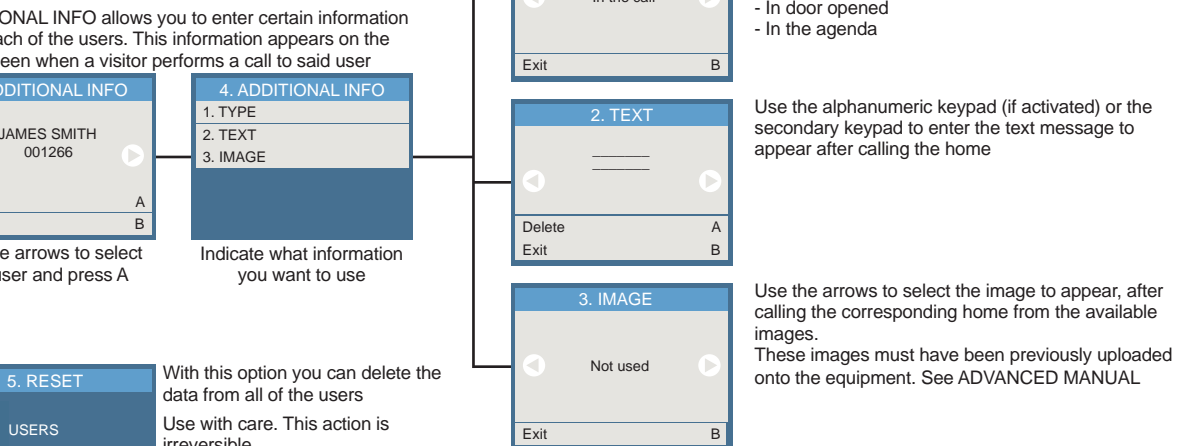 ONAL INFO allows you to enter certain information
ach of the users. This information appears on the
een when a visitor performs a call to said user
DDITIONAL INFO
JAMES SMITH
001266
A
B
e arrows to select
user and press A
4. ADDITIONAL INFO
1. TYPE
2. TEXT
3. IMAGE
Indicate what information
you want to use
Exit B
- In door opened
- In the agenda
2. TEXT
Delete A
Exit B
Use the alphanumeric keypad (if activated) or the
secondary keypad to enter the text message to
appear after calling the home
3. IMAGE
Not used
Exit B
Use the arrows to select the image to appear, after
calling the corresponding home from the available
images.
These images must have been previously uploaded
onto the equipment. See ADVANCED MANUAL
5. RESET
USERS
With this option you can delete the
data from all of the users
Use with care. This action is
irreversible